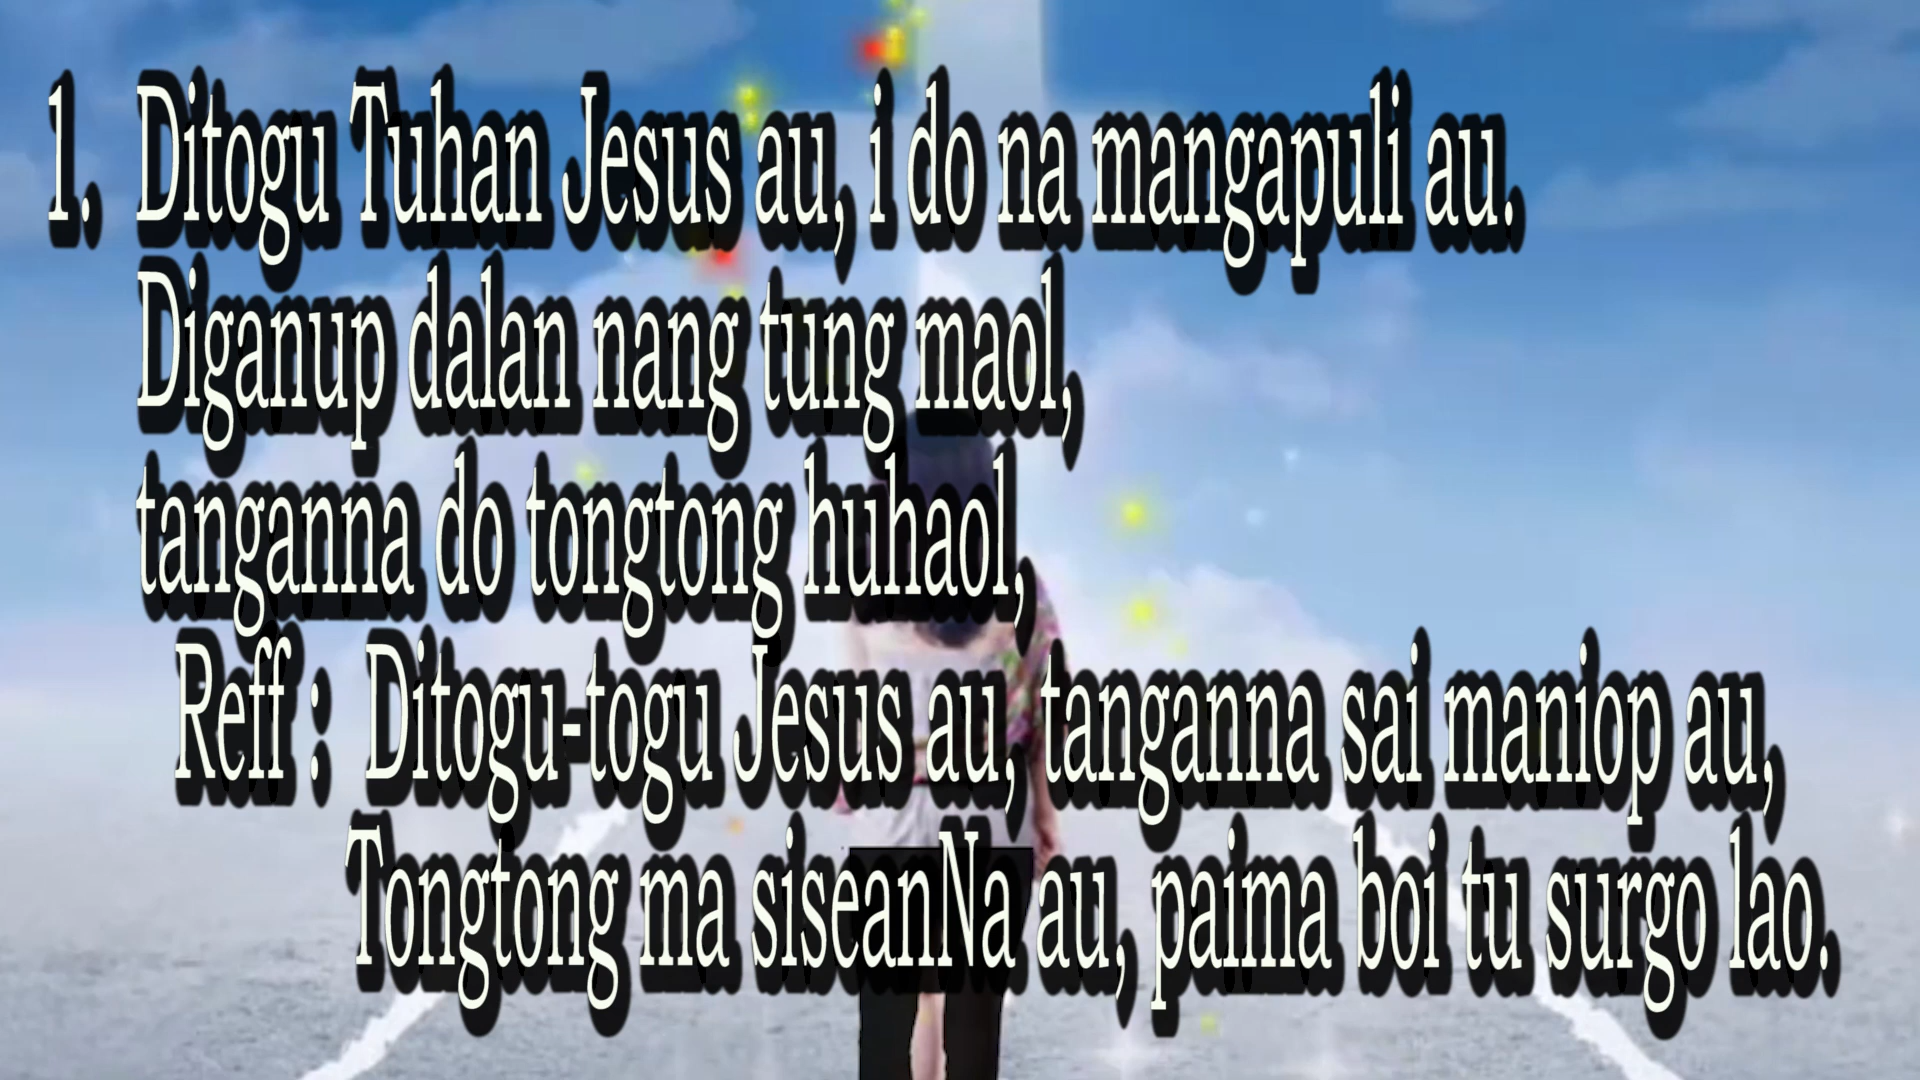 1. Ditogu Tuhan Jesus au, i do na mangapuli au.
Diganup dalan nang tung maol,
tanganna do tongtong huhaol,
Reff : Ditogu-togu Jesus au, tanganna sai maniop au,
Tongtong ma siseanNa au, paima boi tu surgo lao.